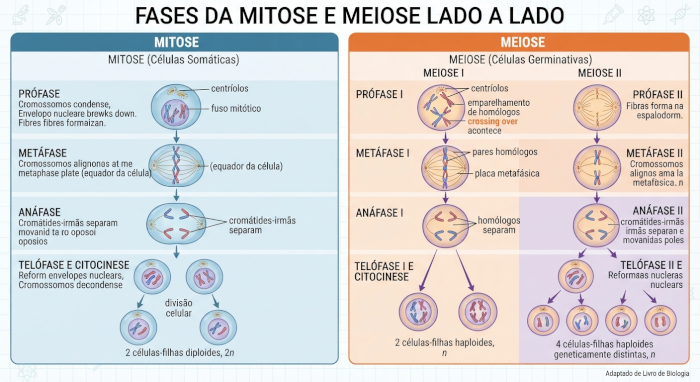 FASES DA MITOSE E MEIOSE LADO A LADO
MITOSE
MITOSE (Células Somáticas)
PRÓFASE
Cromossomos condense,
Envelopo nucleare brewks down.
Fibres fibres formaizan.
centríolos
fuso mitótico
METÁFASE
Cromossomos alignonos at me
metaphase plate (equador da célula)
(equador da célula)
ANÁFASE
Cromátides-irmãs separam
movanid ta ro oposoi
oposios
cromátides-irmãs
separam
TELÓFASE E CITOCINESE
Reform envelopes nuclears,
Cromossomos decondense
divisão
celular
2 células-filhas diploides, 2n
MEIOSE
MEIOSE (Células Germinativas)
MEIOSE I
MEIOSE II
PRÓFASE I
centríolos
emparelhamento
de homólogos
crossing over
acontece
PRÓFASE II
Fibras forma na
espaloderm.
METÁFASE I
pares homólogos
placa metafásica
METÁFASE II
Cromossomos
alignos ama la
metafbsica. n
ANÁFASE I
homólogos
separam
ANÁFASE II
cromátides-irmãs
irmãs separan e
movanidas poles
TELÓFASE I E
CITOCINESE
2 células-filhas haploides,
n
TELÓFASE II E
Reformaas nucleras
nuclears
4 células-filhas haploides
geneticamente distintas, n
Adaptado de Livro de Biologia